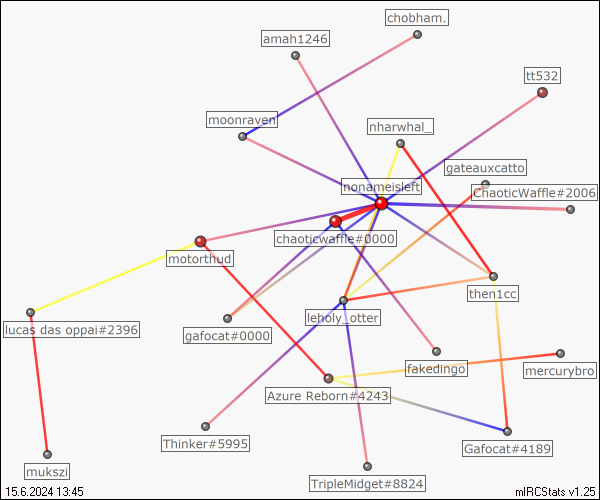 chobham.
amah1246
tt532
moonraven
nharwhal_
gateauxcatto
nonameisleft
ChaoticWaffle#2006
chaoticwaffle#0000
motorthud
then1cc
leholy_otter
lucas das oppai#2396
gafocat#0000
fakedingo
mercurybro
Azure Reborn#4243
Thinker#5995
Gafocat#4189
mukszi
TripleMidget#8824
15.6.2024 13:45
mIRCStats v1.25